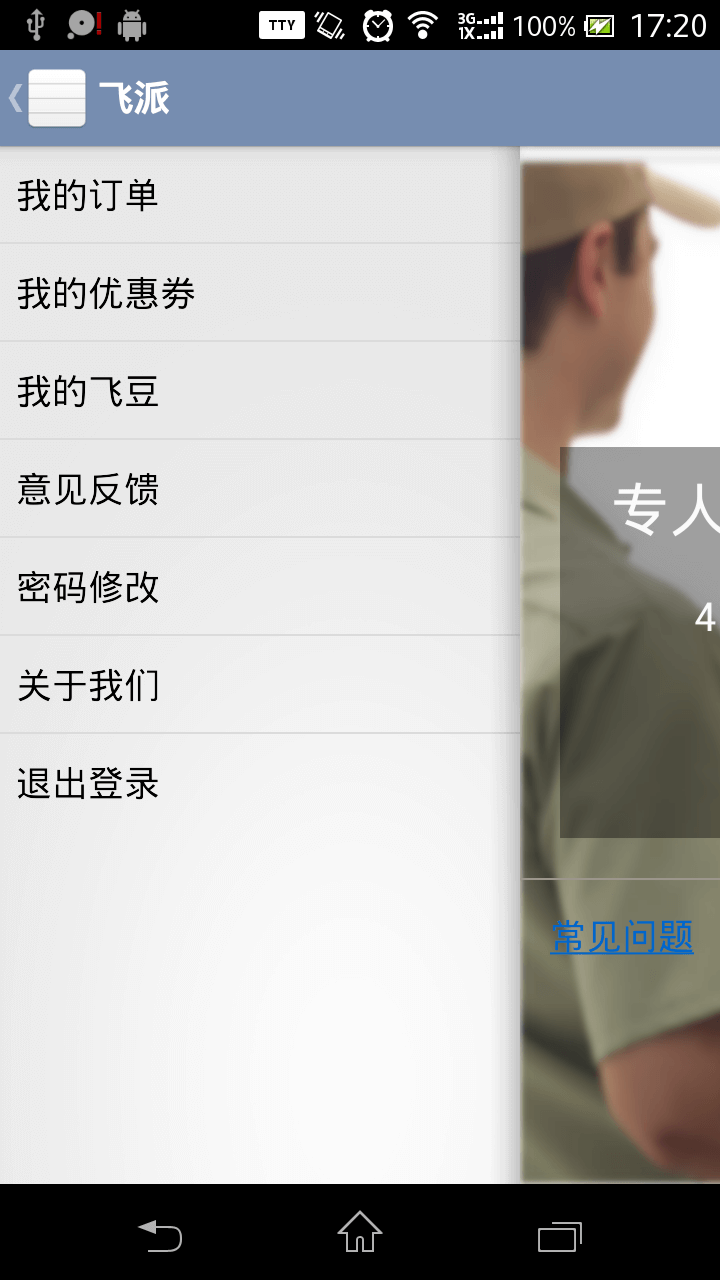 TTY
3G
1X
100%
17:20
飞派
我的订单
我的优惠劵
我的飞豆
意见反馈
密码修改
关于我们
退出登录
专人
4
常见问题